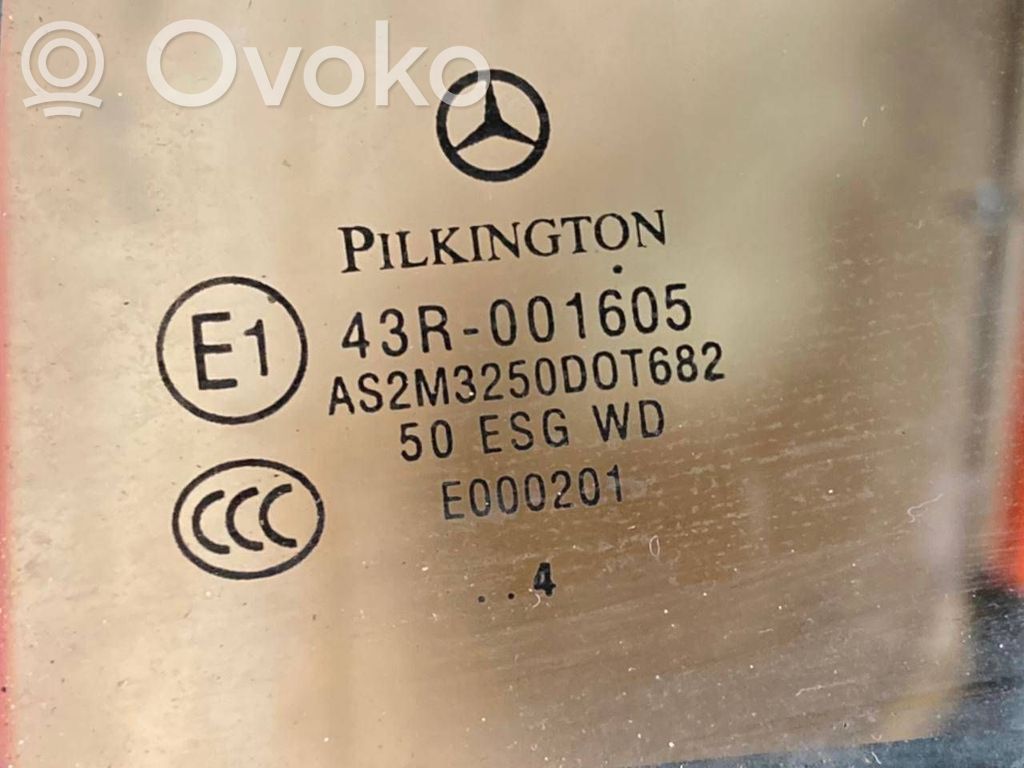 Ovoko
PILKINGTON
E1
43R-001605
AS2M3250DOT682
50 ESG WD
CCC
E000201
..4